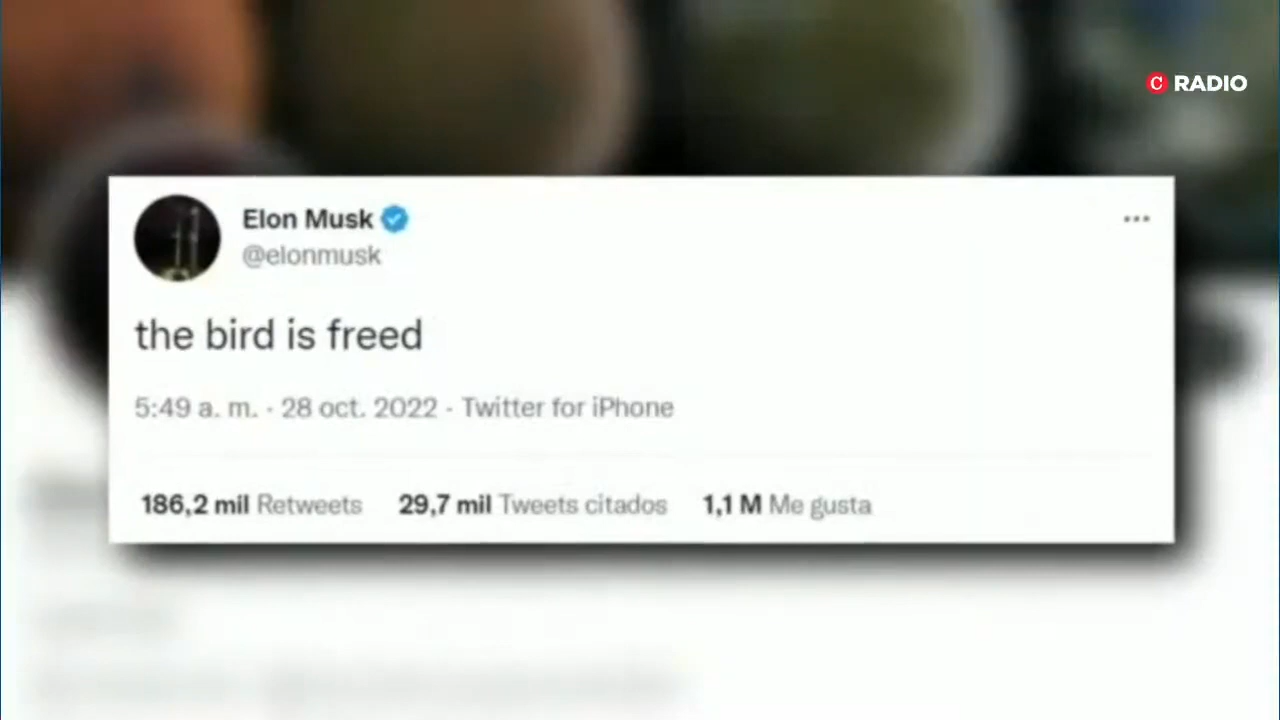 C RADIO
Elon Musk
@elonmusk
the bird is freed
5:49 a. m. · 28 oct. 2022 · Twitter for iPhone
186,2 mil Retweets 29,7 mil Tweets citados 1,1 M Me gusta